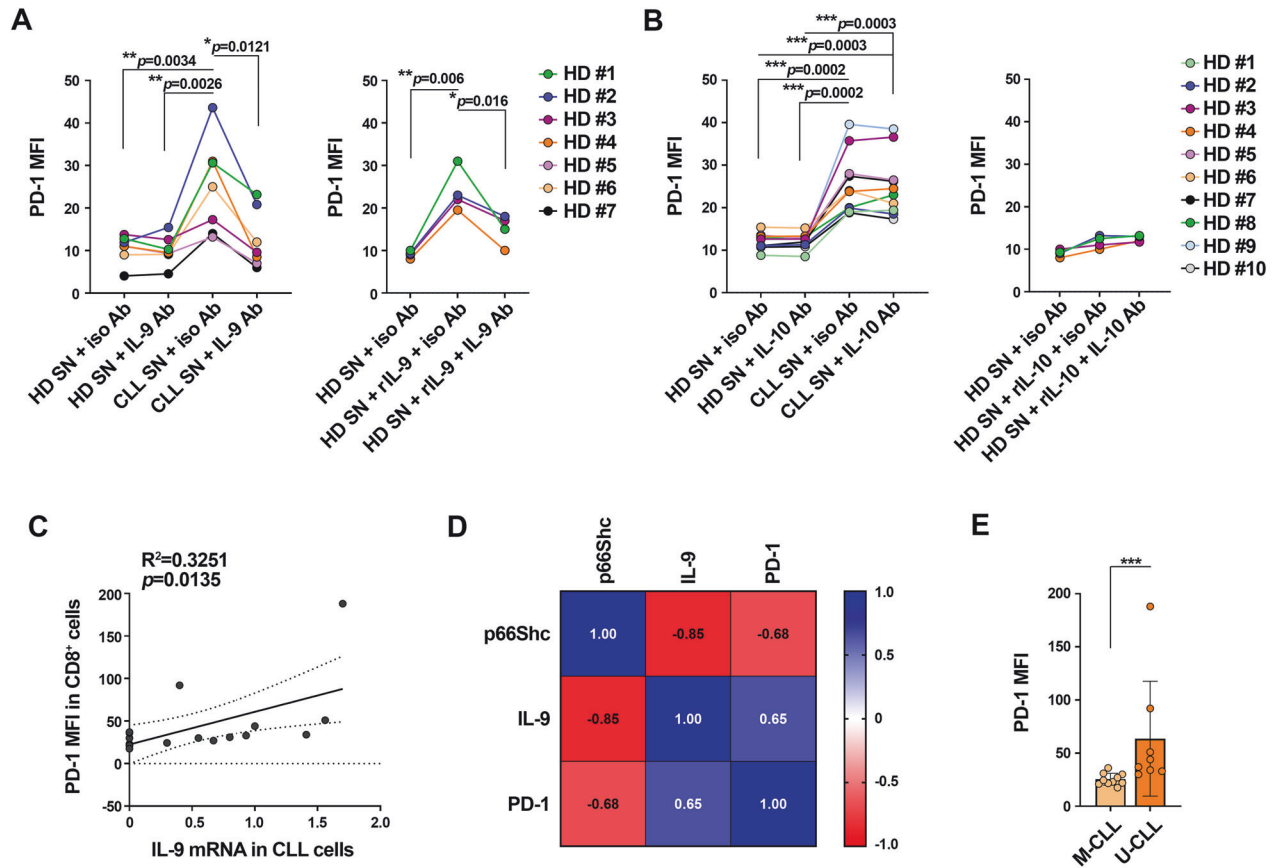 A
** p=0.0034
* p=0.0121
** p=0.0026
PD-1 MFI
50
40
30
20
10
0
HD SN + iso Ab
HD SN + IL-9 Ab
CLL SN + iso Ab
CLL SN + IL-9 Ab
** p=0.006
* p=0.016
PD-1 MFI
50
40
30
20
10
0
HD SN + iso Ab
HD SN + rIL-9 + iso Ab
HD SN + rIL-9 + IL-9 Ab
HD #1
HD #2
HD #3
HD #4
HD #5
HD #6
HD #7
B
*** p=0.0003
*** p=0.0003
*** p=0.0002
*** p=0.0002
PD-1 MFI
50
40
30
20
10
0
HD SN + iso Ab
HD SN + IL-10 Ab
CLL SN + iso Ab
CLL SN + IL-10 Ab
PD-1 MFI
50
40
30
20
10
0
HD SN + iso Ab
HD SN + rIL-10 + iso Ab
HD SN + rIL-10 + IL-10 Ab
HD #1
HD #2
HD #3
HD #4
HD #5
HD #6
HD #7
HD #8
HD #9
HD #10
C
R²=0.3251
p=0.0135
PD-1 MFI in CD8⁺ cells
200
150
100
50
0
-50
0
0.5
1.0
1.5
2.0
IL-9 mRNA in CLL cells
D
p66Shc
IL-9
PD-1
p66Shc
1.00
-0.85
-0.68
IL-9
-0.85
1.00
0.65
PD-1
-0.68
0.65
1.00
1.0
0.5
0
-0.5
-1.0
E
***
PD-1 MFI
200
150
100
50
0
M-CLL
U-CLL